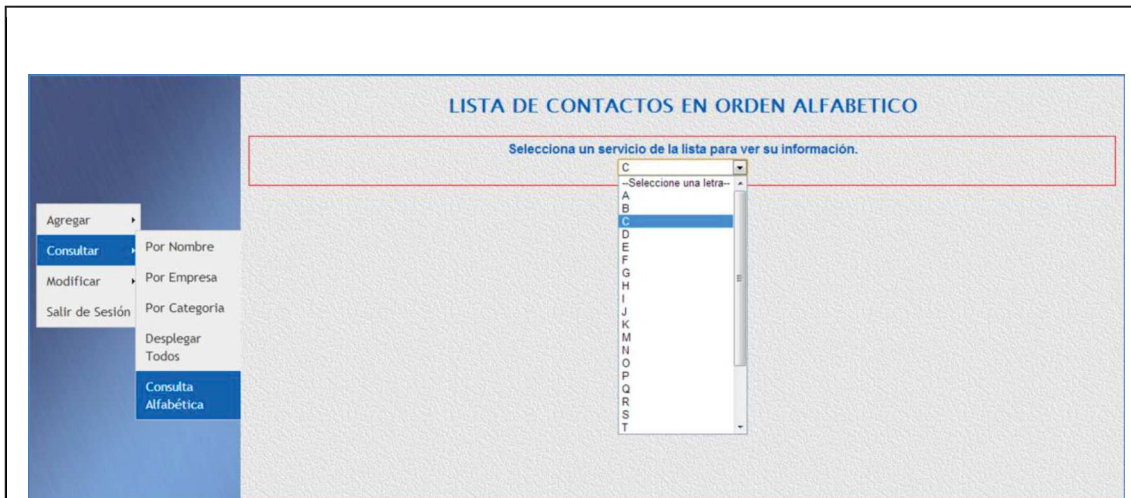 LISTA DE CONTACTOS EN ORDEN ALFABETICO
Selecciona un servicio de la lista para ver su información.
C
--Seleccione una letra--
A
B
C
D
E
F
G
H
I
J
K
M
N
O
P
Q
R
S
T
Agregar
Consultar
Modificar
Salir de Sesión
Por Nombre
Por Empresa
Por Categoria
Desplegar
Todos
Consulta
Alfabética